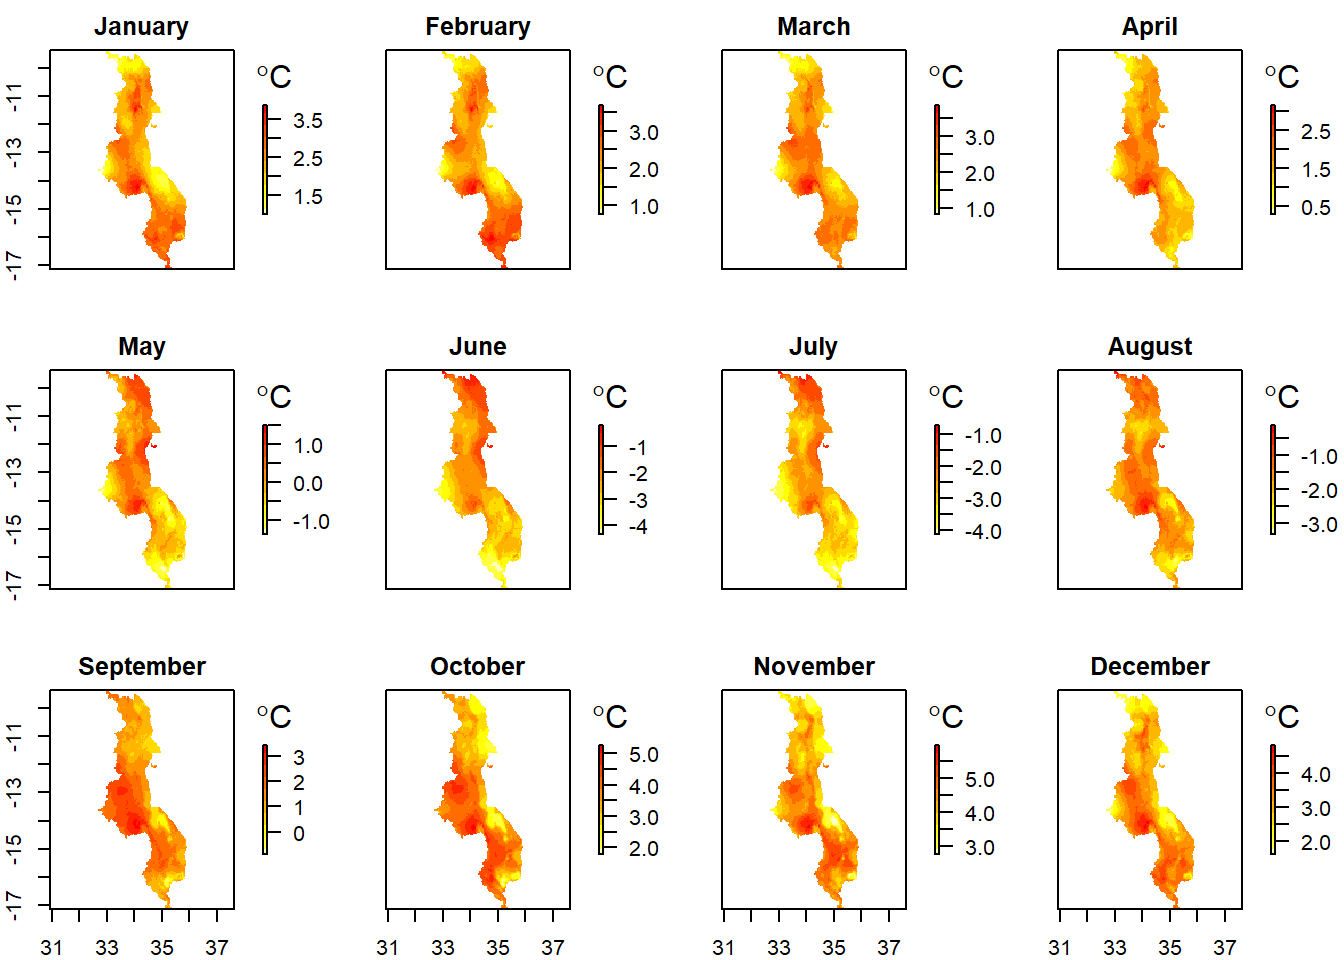 January February March April
°C °C °C °C
-11 -13 -15 -17
3.5 2.5 1.5
3.0 2.0 1.0
3.0 2.0 1.0
2.5 1.5 0.5
May June July August
°C °C °C °C
-11 -13 -15 -17
1.0 0.0 -1.0
-1 -2 -3 -4
-1.0 -2.0 -3.0 -4.0
-1.0 -2.0 -3.0
September October November December
°C °C °C °C
-11 -13 -15 -17
3 2 1 0
5.0 4.0 3.0 2.0
5.0 4.0 3.0
4.0 3.0 2.0
31 33 35 37 31 33 35 37 31 33 35 37 31 33 35 37